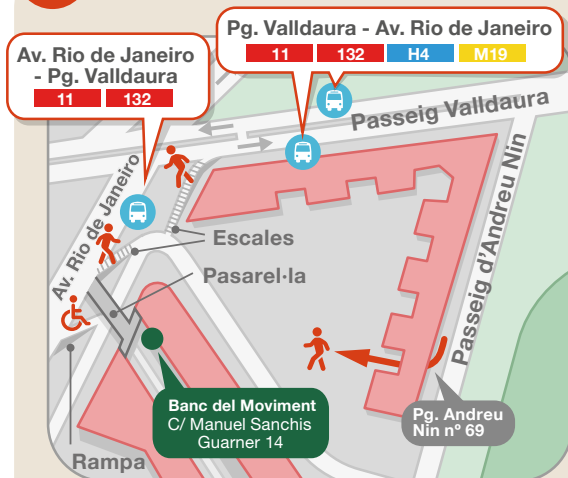 Pg. Valldaura - Av. Rio de Janeiro
11 132 H4 M19
Av. Rio de Janeiro
- Pg. Valldaura
11 132
Passeig Valldaura
Av. Rio de Janeiro
Passeig d'Andreu Nin
Escales
Pasarel·la
Banc del Moviment
C/ Manuel Sanchis
Guarner 14
Pg. Andreu
Nin nº 69
Rampa